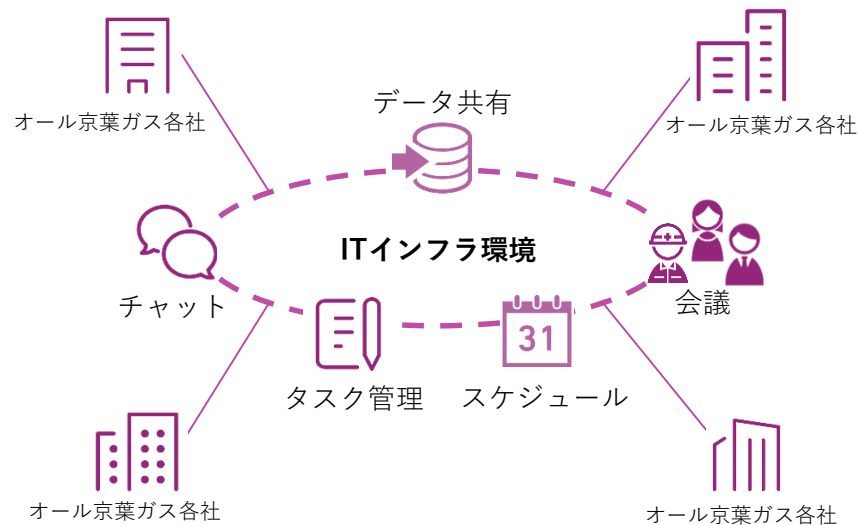 オール京葉ガス各社
データ共有
オール京葉ガス各社
ITインフラ環境
チャット
会議
31
タスク管理
スケジュール
オール京葉ガス各社
オール京葉ガス各社